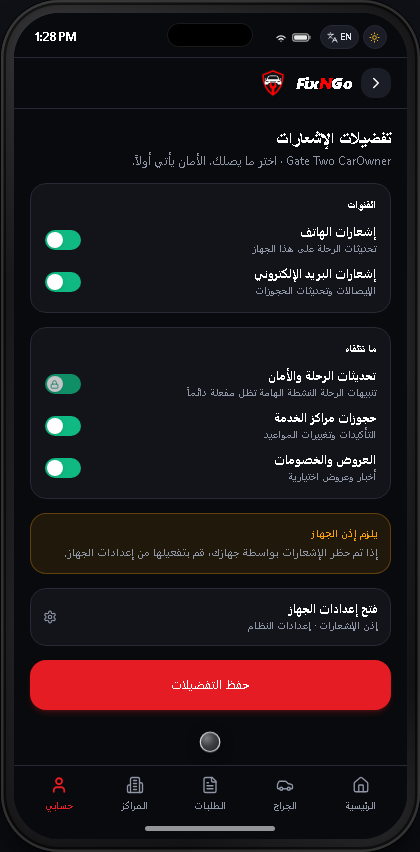 1:28 PM
EN
FixNGo
تفضيلات الإشعارات
Gate Two CarOwner · اختر ما يصلك. الأمان يأتي أولاً.
القنوات
إشعارات الهاتف
تحديثات الرحلة على هذا الجهاز
إشعارات البريد الإلكتروني
الإيصالات وتحديثات الحجوزات
ما تتلقاه
تحديثات الرحلة والأمان
تنبيهات الرحلة النشطة الهامة تظل مفعلة دائماً
حجوزات مراكز الخدمة
التأكيدات وتغييرات المواعيد
العروض والخصومات
أخبار وعروض اختيارية
يلزم إذن الجهاز
إذا تم حظر الإشعارات بواسطة جهازك، قم بتفعيلها من إعدادات الجهاز.
فتح إعدادات الجهاز
إذن الإشعارات · إعدادات النظام
حفظ التفضيلات
الرئيسية
الجراج
الطلبات
المراكز
حسابي